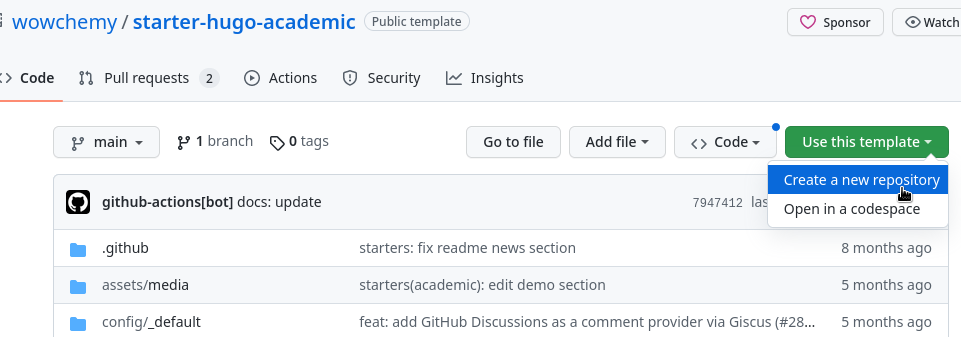 wowchemy / starter-hugo-academic Public template Sponsor Watch
Code Pull requests 2 Actions Security Insights
main 1 branch 0 tags Go to file Add file Code Use this template
Create a new repository
github-actions[bot] docs: update 7947412 las
Open in a codespace
.github starters: fix readme news section 8 months ago
assets/media starters(academic): edit demo section 5 months ago
config/_default feat: add GitHub Discussions as a comment provider via Giscus (#28... 5 months ago